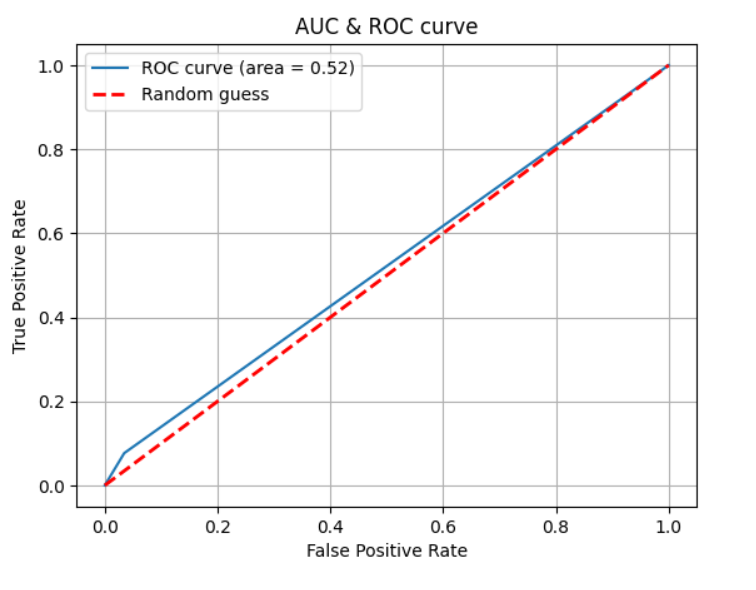 AUC & ROC curve
ROC curve (area = 0.52)
Random guess
True Positive Rate
1.0
0.8
0.6
0.4
0.2
0.0
0.0 0.2 0.4 0.6 0.8 1.0
False Positive Rate